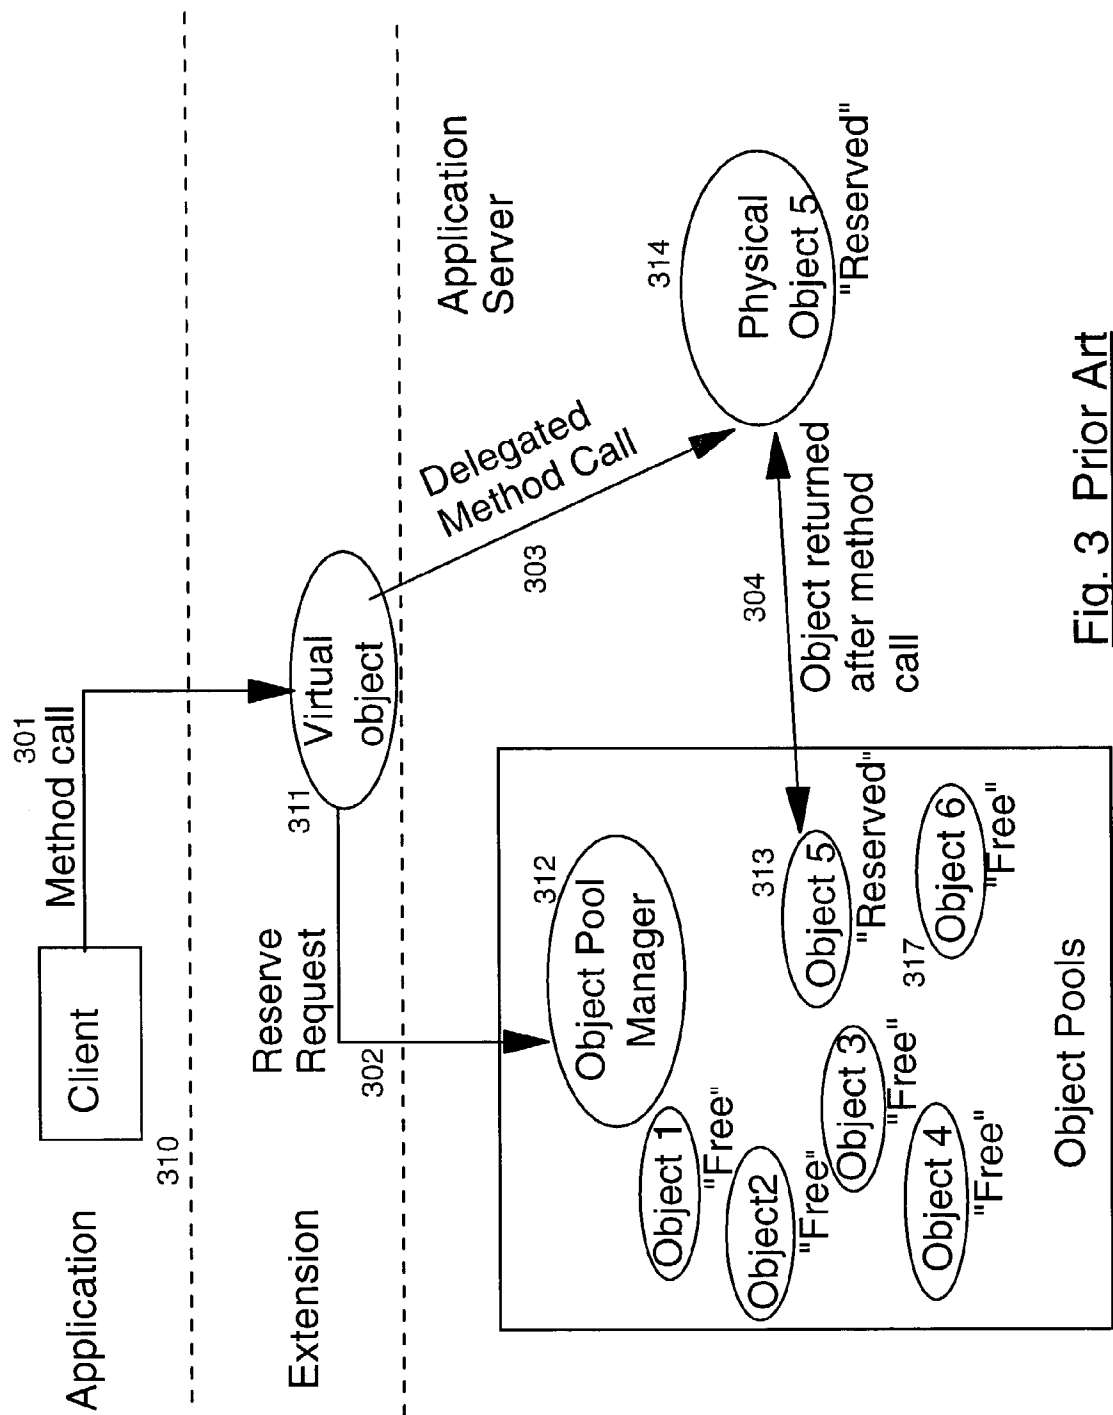 Application
310
Client
301
Method call
Extension
Reserve
Request
302
311
Virtual
object
Application
Server
Delegated
Method Call
303
312
Object Pool
Manager
314
Physical
Object 5
"Reserved"
304
Object returned
after method
call
Object 1
"Free"
Object2
"Free"
Object 3
"Free"
Object 4
"Free"
313
Object 5
"Reserved"
317
Object 6
"Free"
Object Pools
Fig. 3 Prior Art